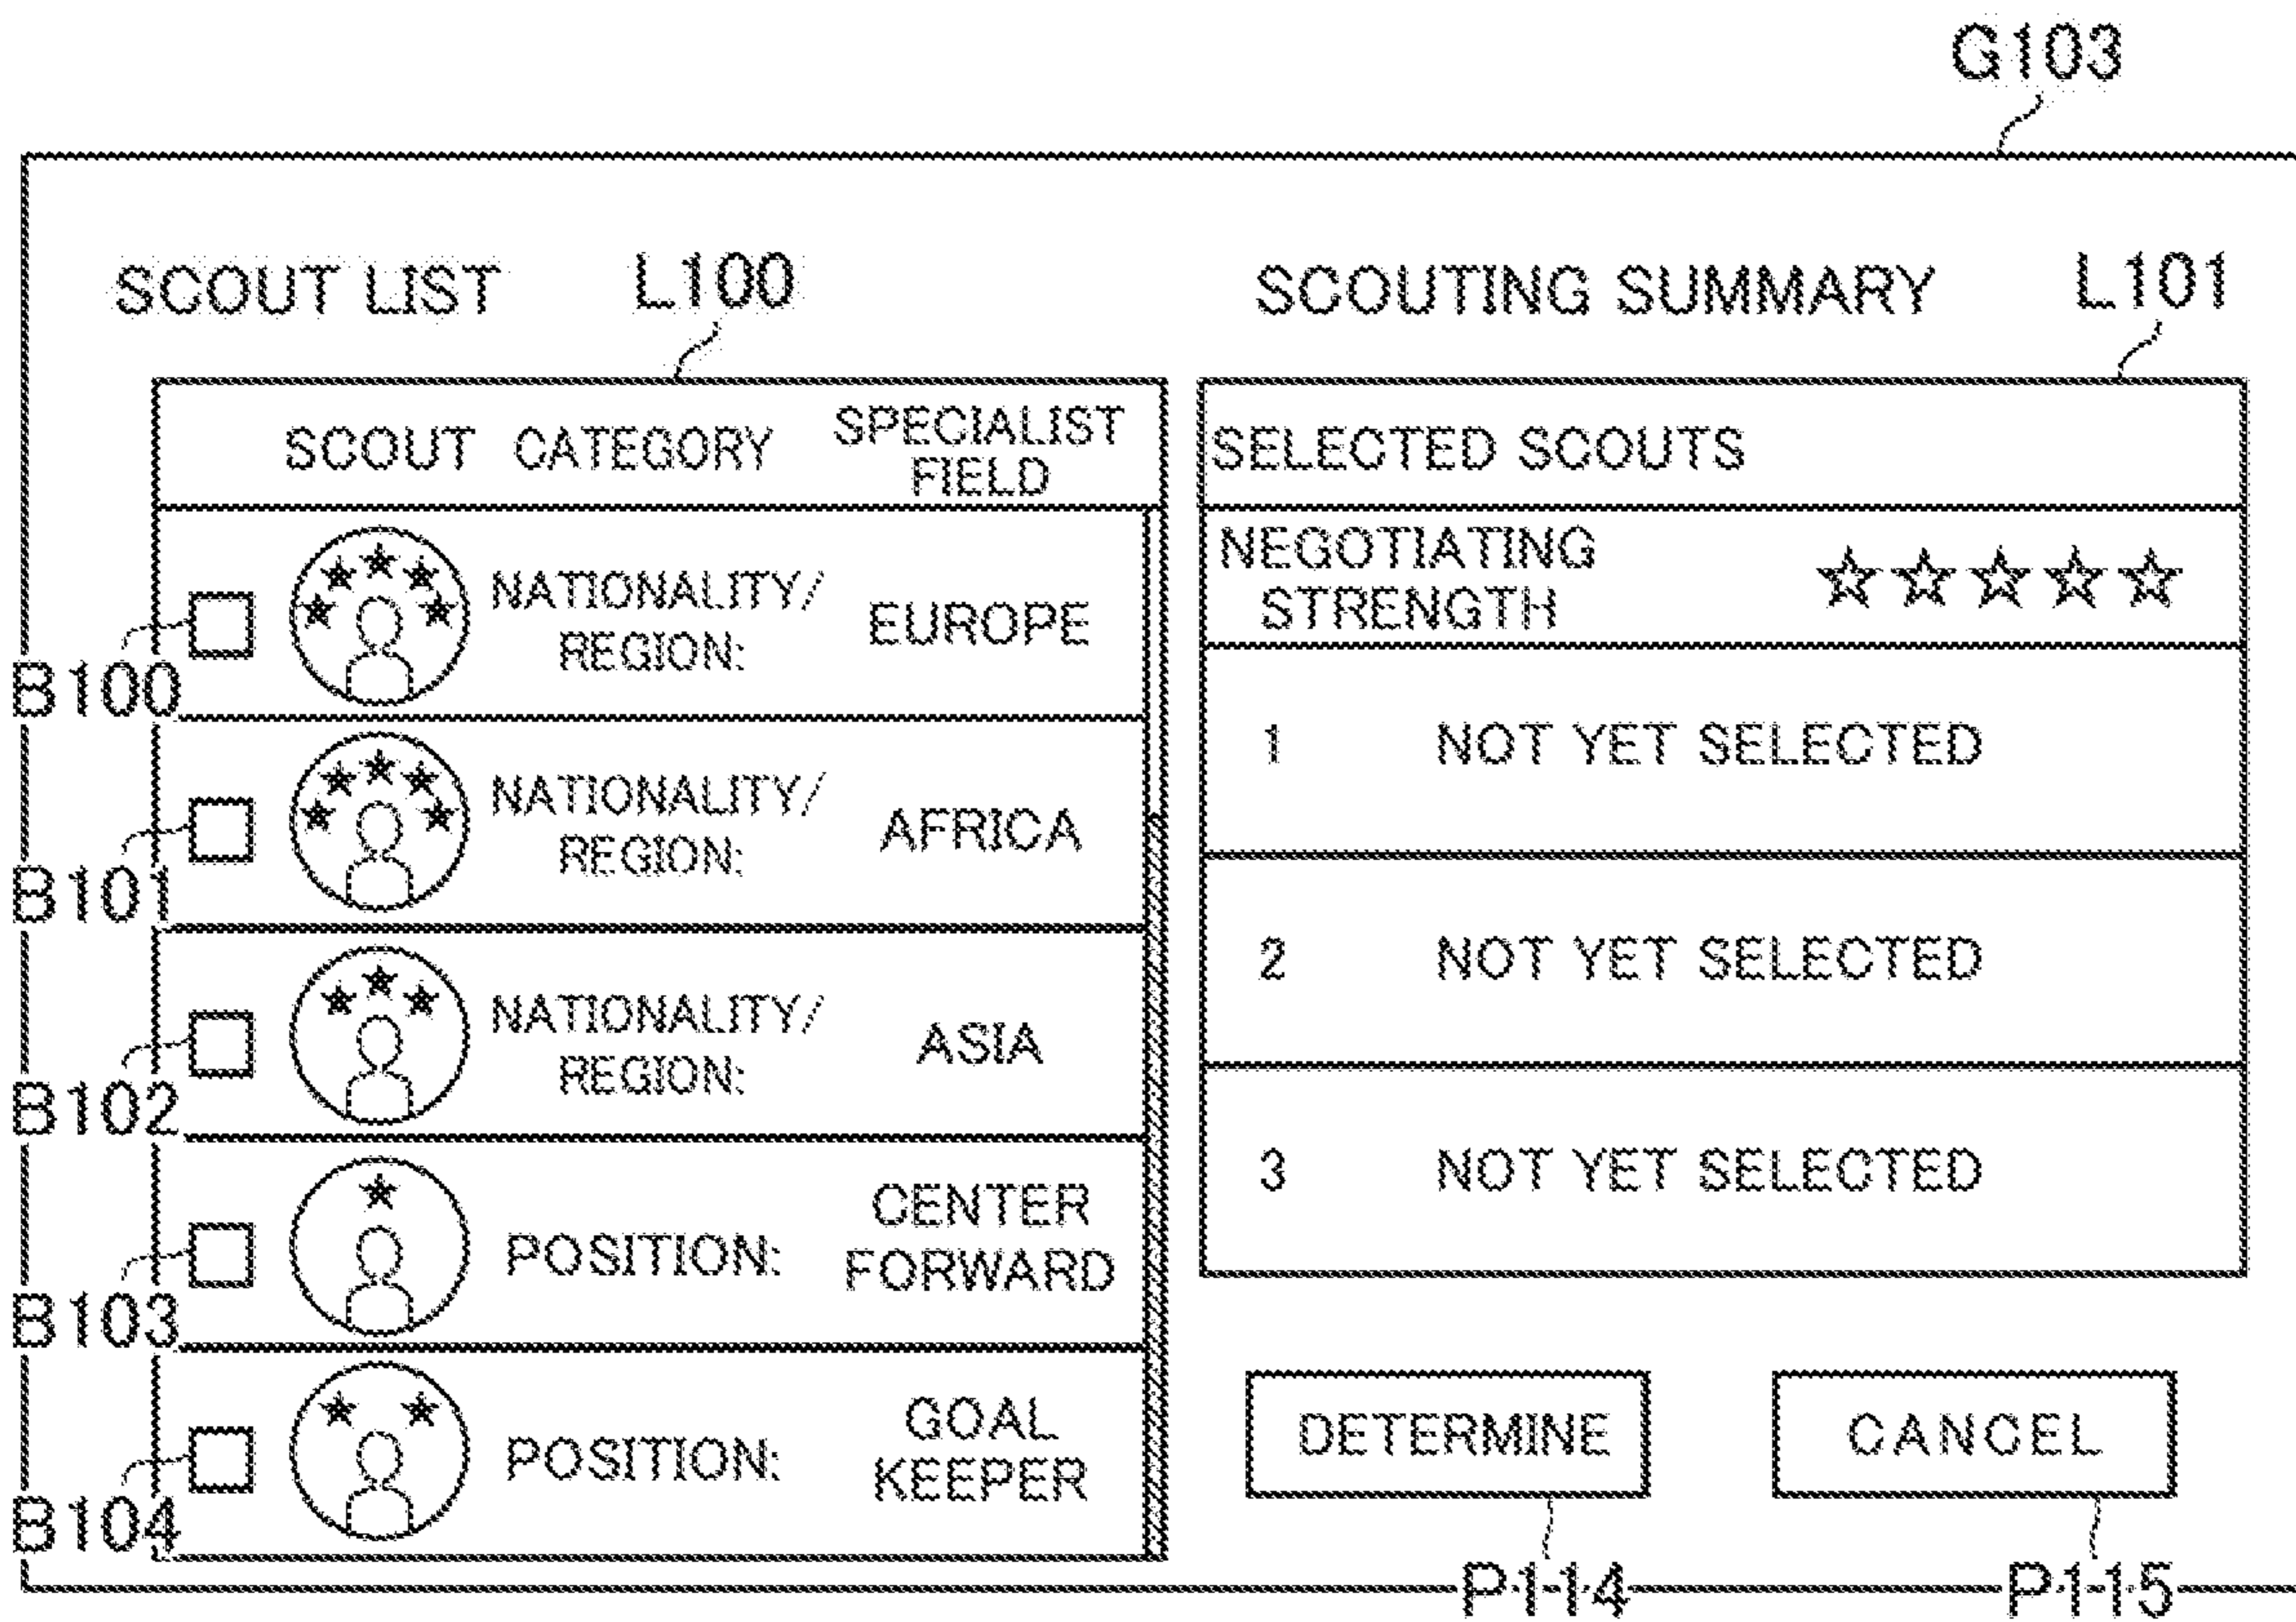 G103
SCOUT LIST L100
SCOUTING SUMMARY L101
SCOUT CATEGORY SPECIALIST
FIELD
NATIONALITY/
REGION: EUROPE
B100
NATIONALITY/
REGION: AFRICA
B101
NATIONALITY/
REGION: ASIA
B102
POSITION: CENTER
FORWARD
B103
POSITION: GOAL
KEEPER
B104
SELECTED SCOUTS
NEGOTIATING
STRENGTH ☆☆☆☆☆
1 NOT YET SELECTED
2 NOT YET SELECTED
3 NOT YET SELECTED
DETERMINE CANCEL
P114 P115